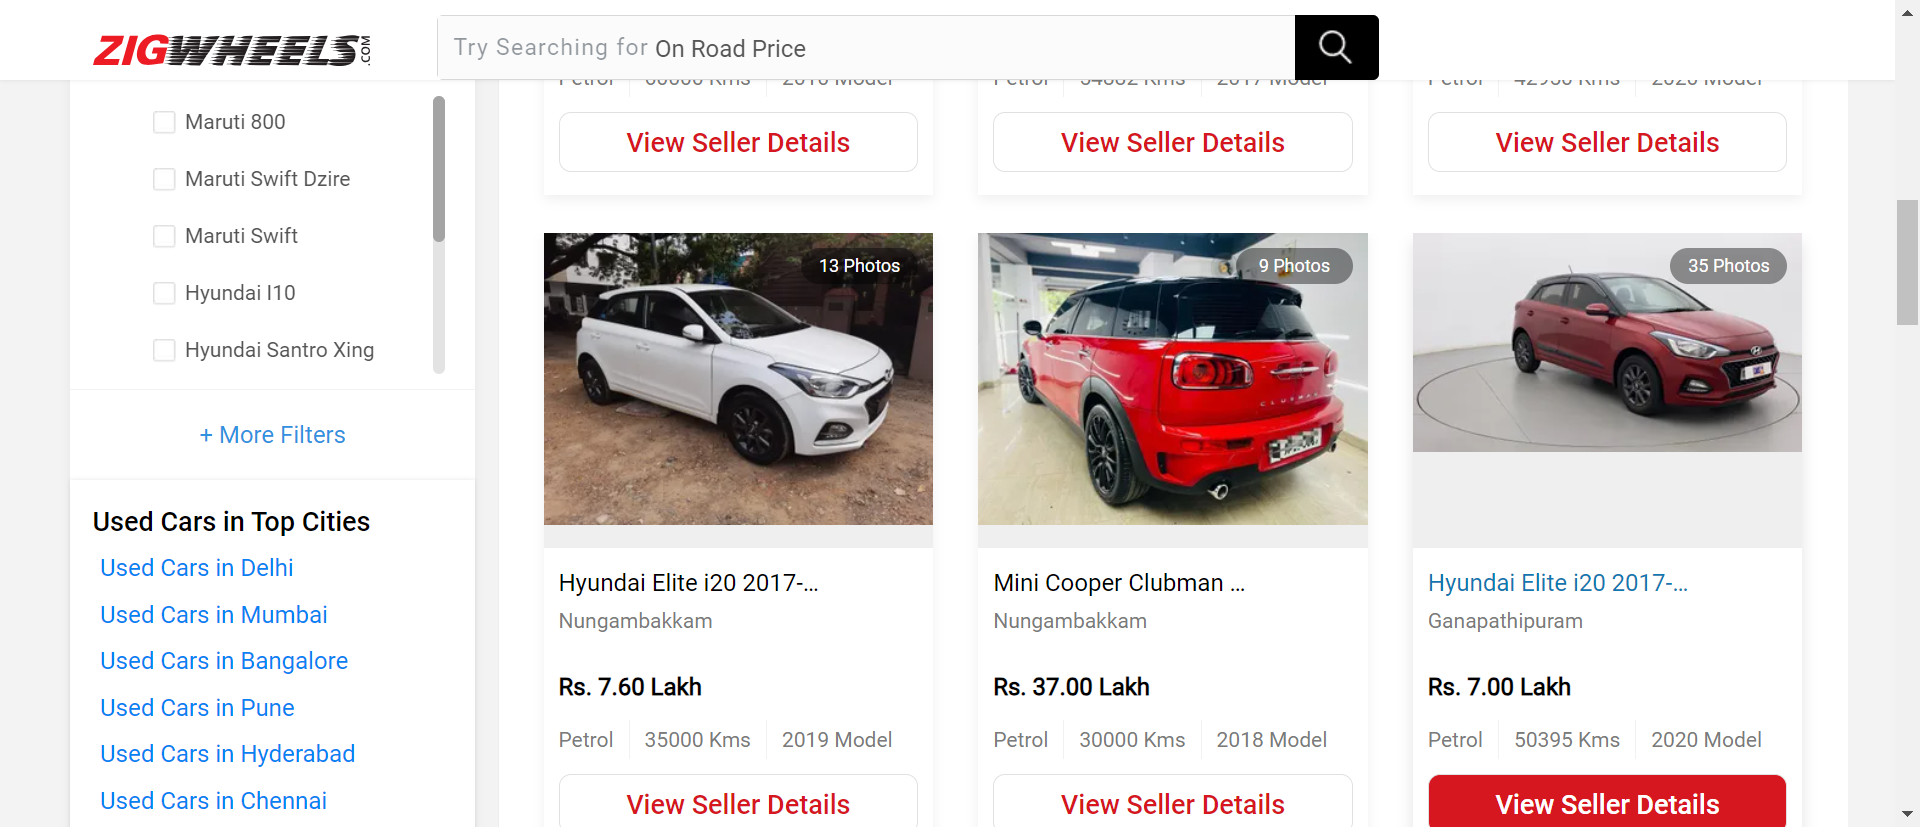 ZIGWHEELS.COM
Try Searching for On Road Price
Maruti 800
Maruti Swift Dzire
Maruti Swift
Hyundai I10
Hyundai Santro Xing
+ More Filters
Used Cars in Top Cities
Used Cars in Delhi
Used Cars in Mumbai
Used Cars in Bangalore
Used Cars in Pune
Used Cars in Hyderabad
Used Cars in Chennai
View Seller Details
View Seller Details
View Seller Details
13 Photos
Hyundai Elite i20 2017-...
Nungambakkam
Rs. 7.60 Lakh
Petrol 35000 Kms 2019 Model
View Seller Details
9 Photos
CLUBMAN
Mini Cooper Clubman ...
Nungambakkam
Rs. 37.00 Lakh
Petrol 30000 Kms 2018 Model
View Seller Details
35 Photos
Hyundai Elite i20 2017-...
Ganapathipuram
Rs. 7.00 Lakh
Petrol 50395 Kms 2020 Model
View Seller Details